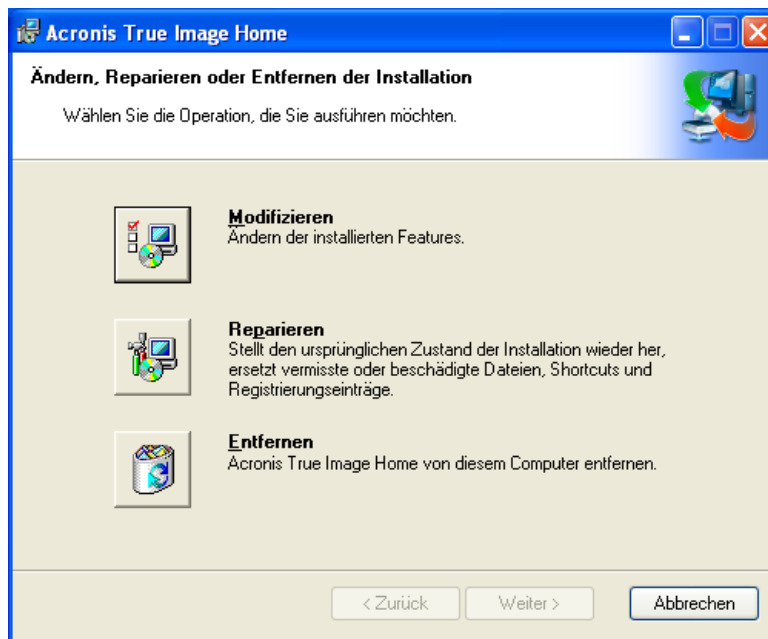 Acronis True Image Home
Ändern, Reparieren oder Entfernen der Installation
Wählen Sie die Operation, die Sie ausführen möchten.
Modifizieren
Ändern der installierten Features.
Reparieren
Stellt den ursprünglichen Zustand der Installation wieder her,
ersetzt vermisste oder beschädigte Dateien, Shortcuts und
Registrierungseinträge.
Entfernen
Acronis True Image Home von diesem Computer entfernen.
< Zurück
Weiter >
Abbrechen